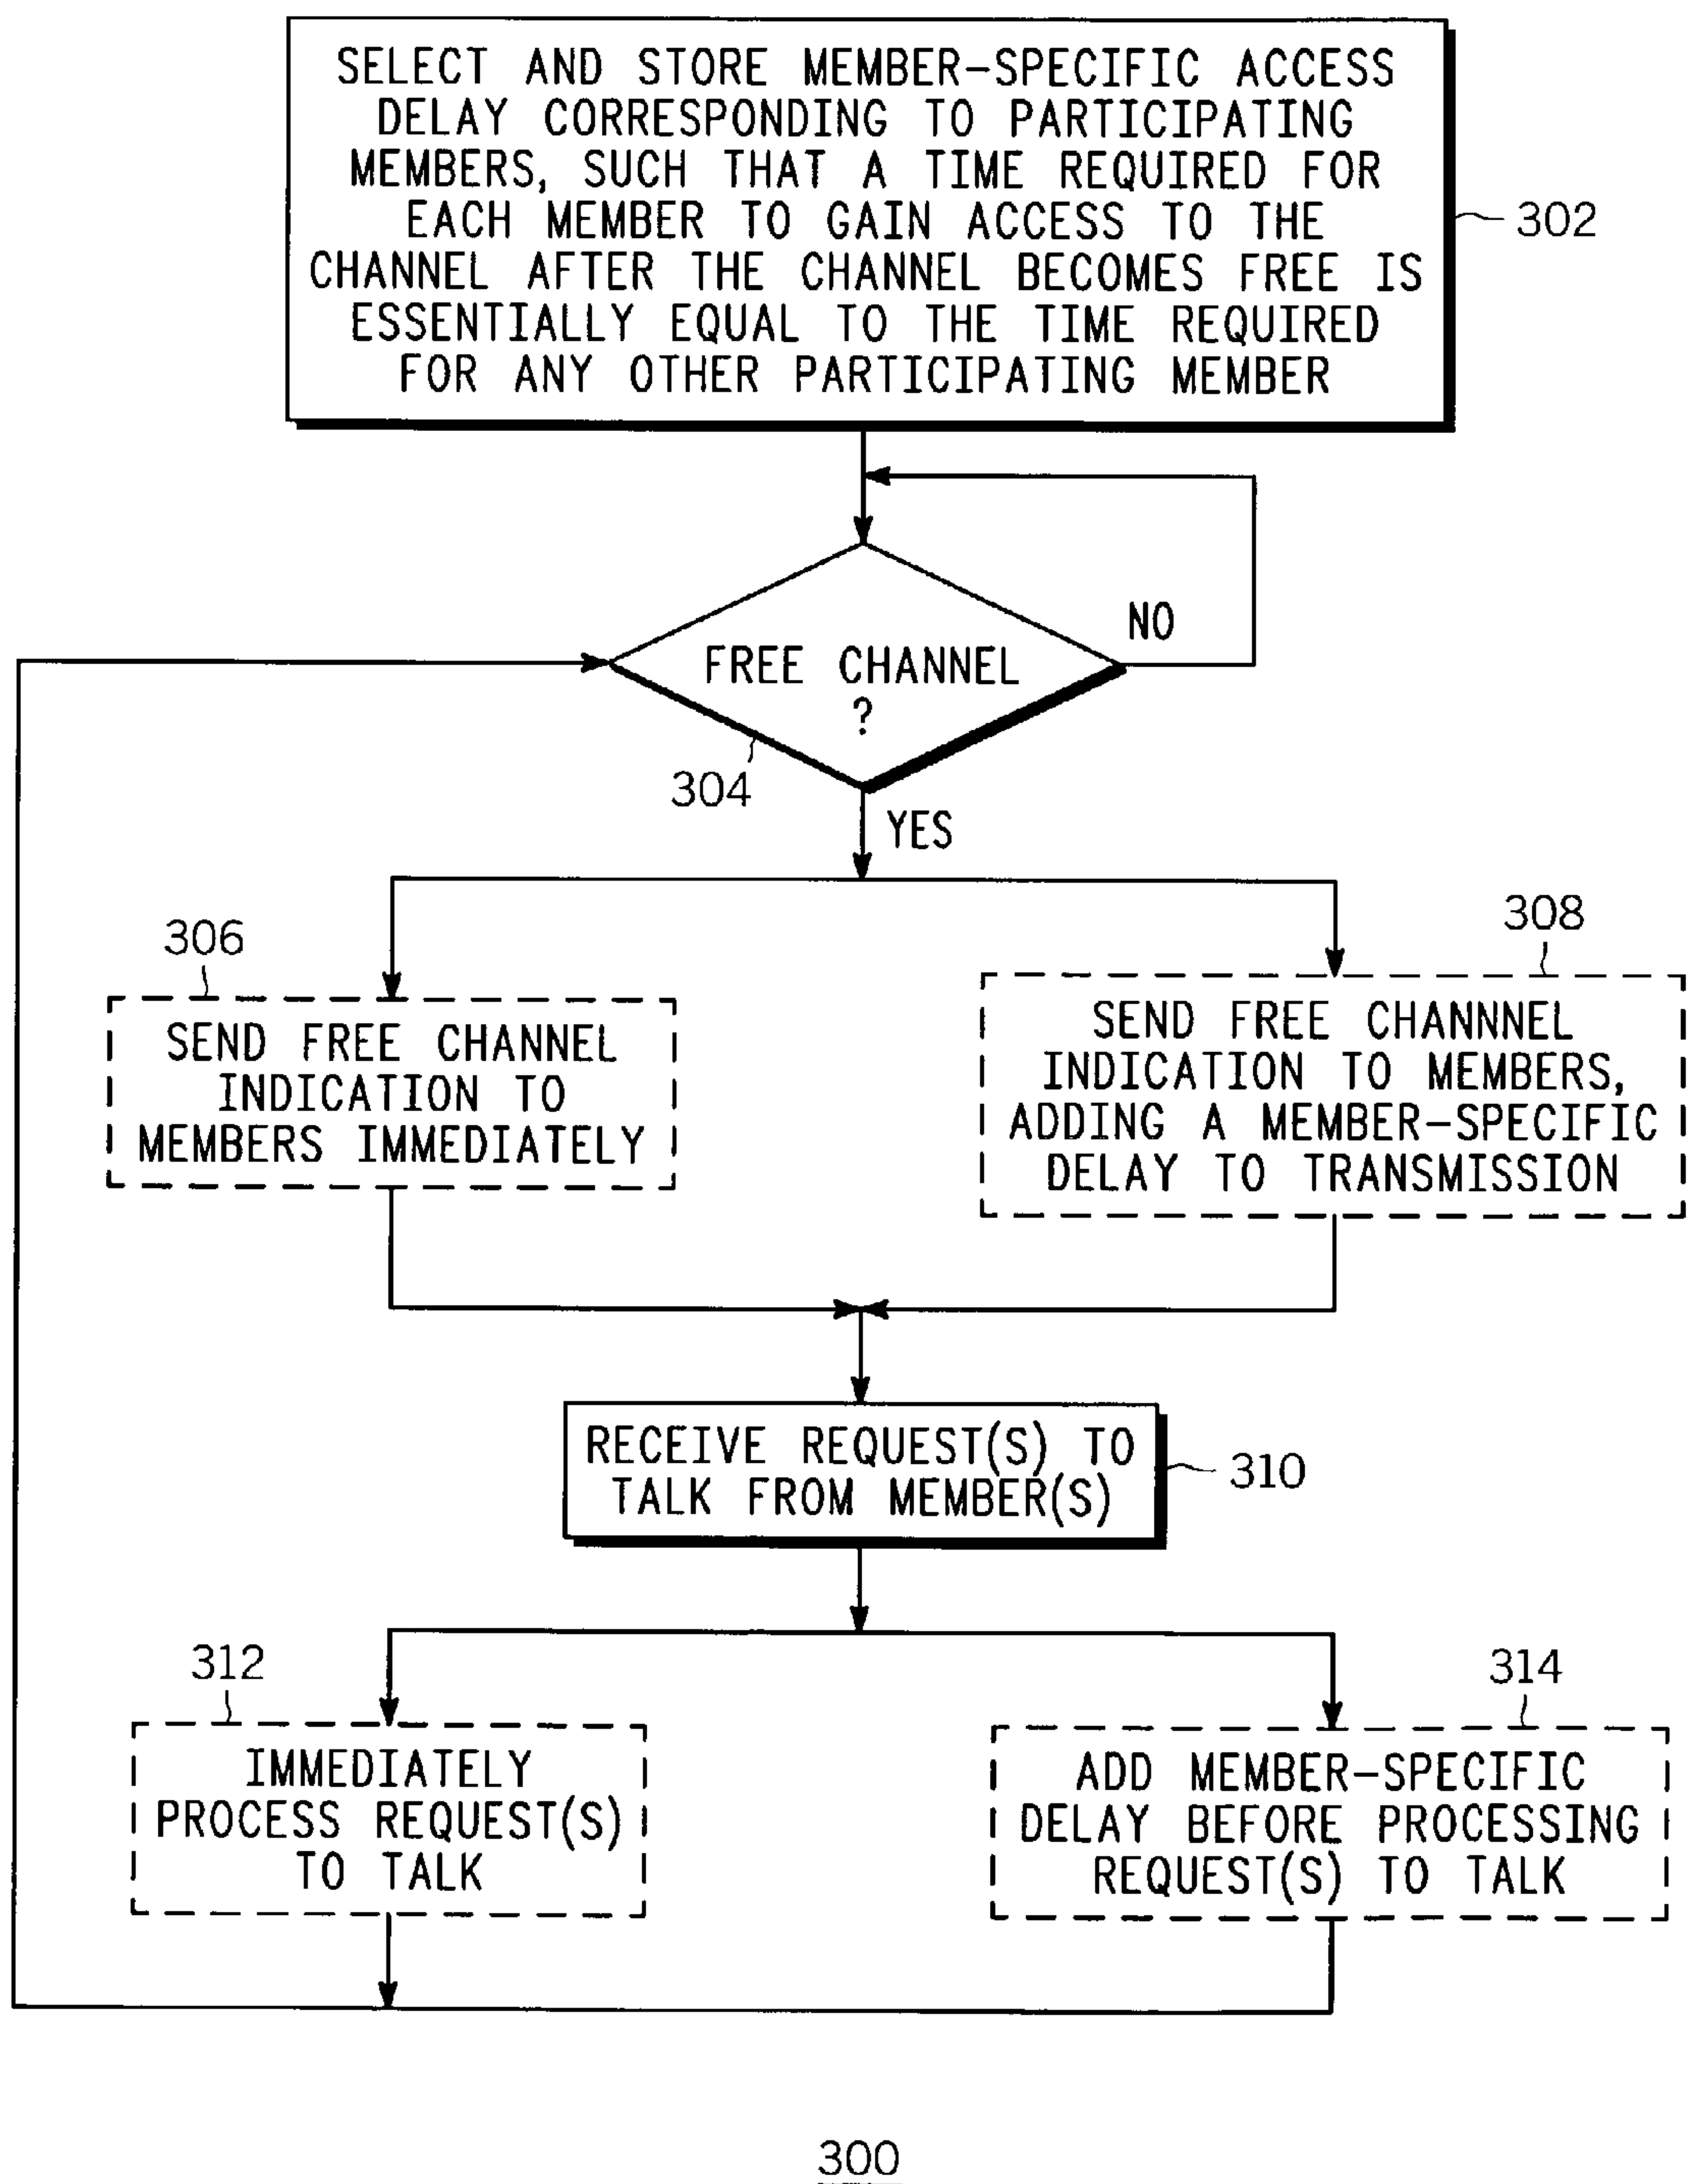 SELECT AND STORE MEMBER-SPECIFIC ACCESS
DELAY CORRESPONDING TO PARTICIPATING
MEMBERS, SUCH THAT A TIME REQUIRED FOR
EACH MEMBER TO GAIN ACCESS TO THE
CHANNEL AFTER THE CHANNEL BECOMES FREE IS
ESSENTIALLY EQUAL TO THE TIME REQUIRED
FOR ANY OTHER PARTICIPATING MEMBER
302
NO
FREE CHANNEL
?
304
YES
306
SEND FREE CHANNEL
INDICATION TO
MEMBERS IMMEDIATELY
308
SEND FREE CHANNNEL
INDICATION TO MEMBERS,
ADDING A MEMBER-SPECIFIC
DELAY TO TRANSMISSION
RECEIVE REQUEST(S) TO
TALK FROM MEMBER(S)
310
312
IMMEDIATELY
PROCESS REQUEST(S)
TO TALK
314
ADD MEMBER-SPECIFIC
DELAY BEFORE PROCESSING
REQUEST(S) TO TALK
300